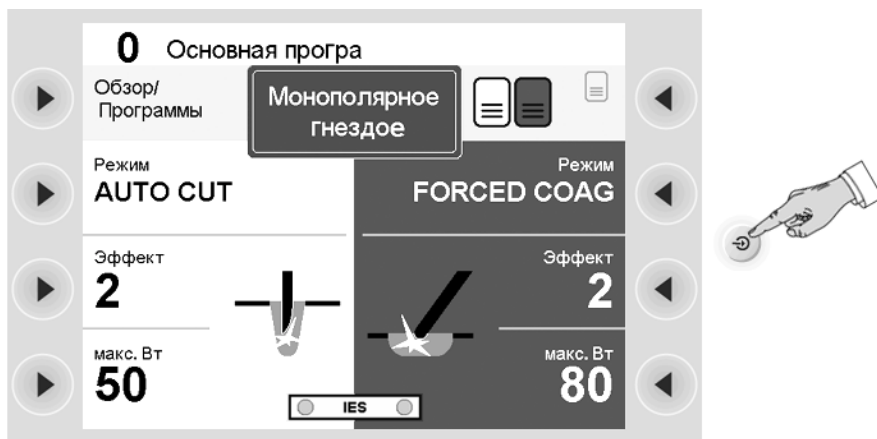 0 Основная програ
Обзор/
Программы
Монополярное
гнездое
Режим
AUTO CUT
Режим
FORCED COAG
Эффект
2
Эффект
2
макс. Вт
50
макс. Вт
80
IES